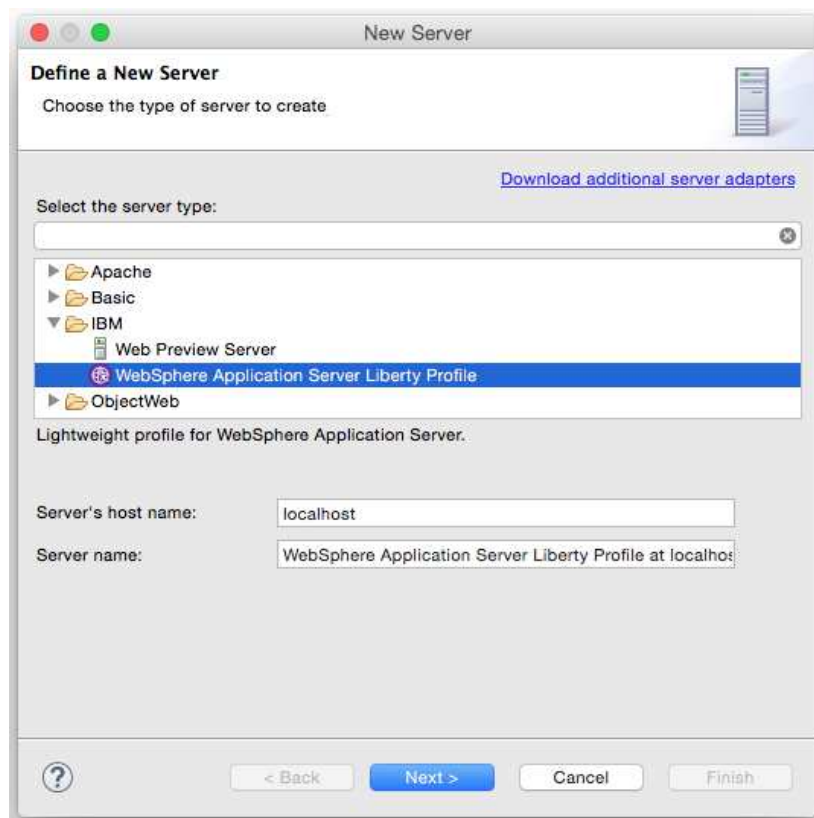 New Server
Define a New Server
Choose the type of server to create
Download additional server adapters
Select the server type:
Apache
Basic
IBM
Web Preview Server
WebSphere Application Server Liberty Profile
ObjectWeb
Lightweight profile for WebSphere Application Server.
Server's host name: localhost
Server name: WebSphere Application Server Liberty Profile at localhos
? < Back Next > Cancel Finish